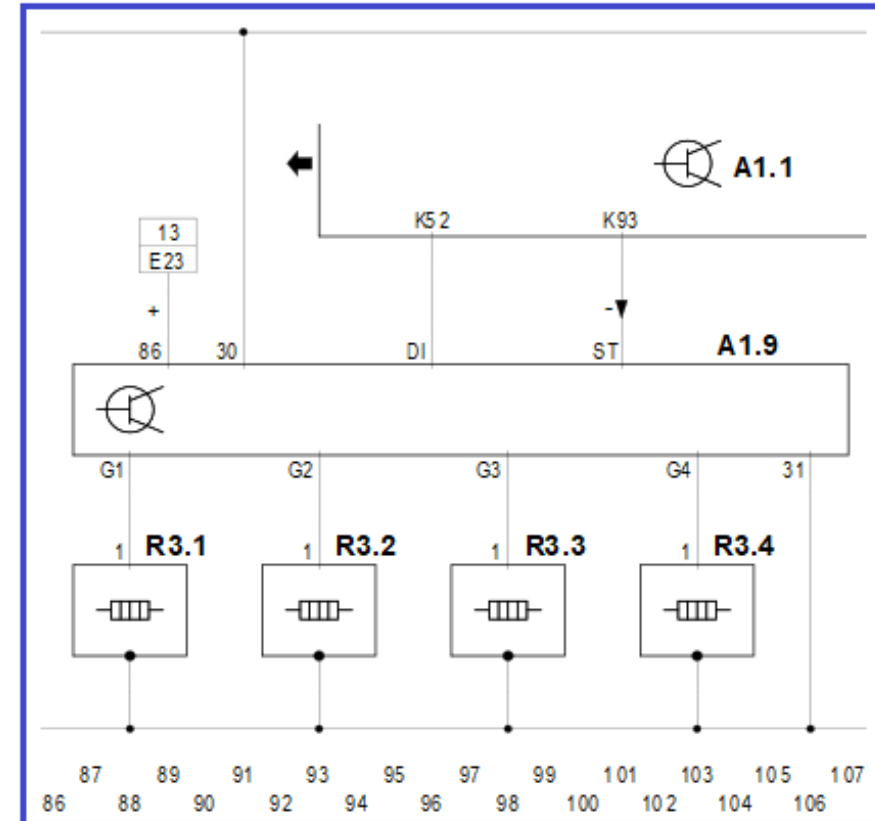 A1.1
K52 K93
13
E23
+ -
86 30 DI ST A1.9
G1 G2 G3 G4 31
1 R3.1 1 R3.2 1 R3.3 1 R3.4
87 89 91 93 95 97 99 101 103 105 107
86 88 90 92 94 96 98 100 102 104 106